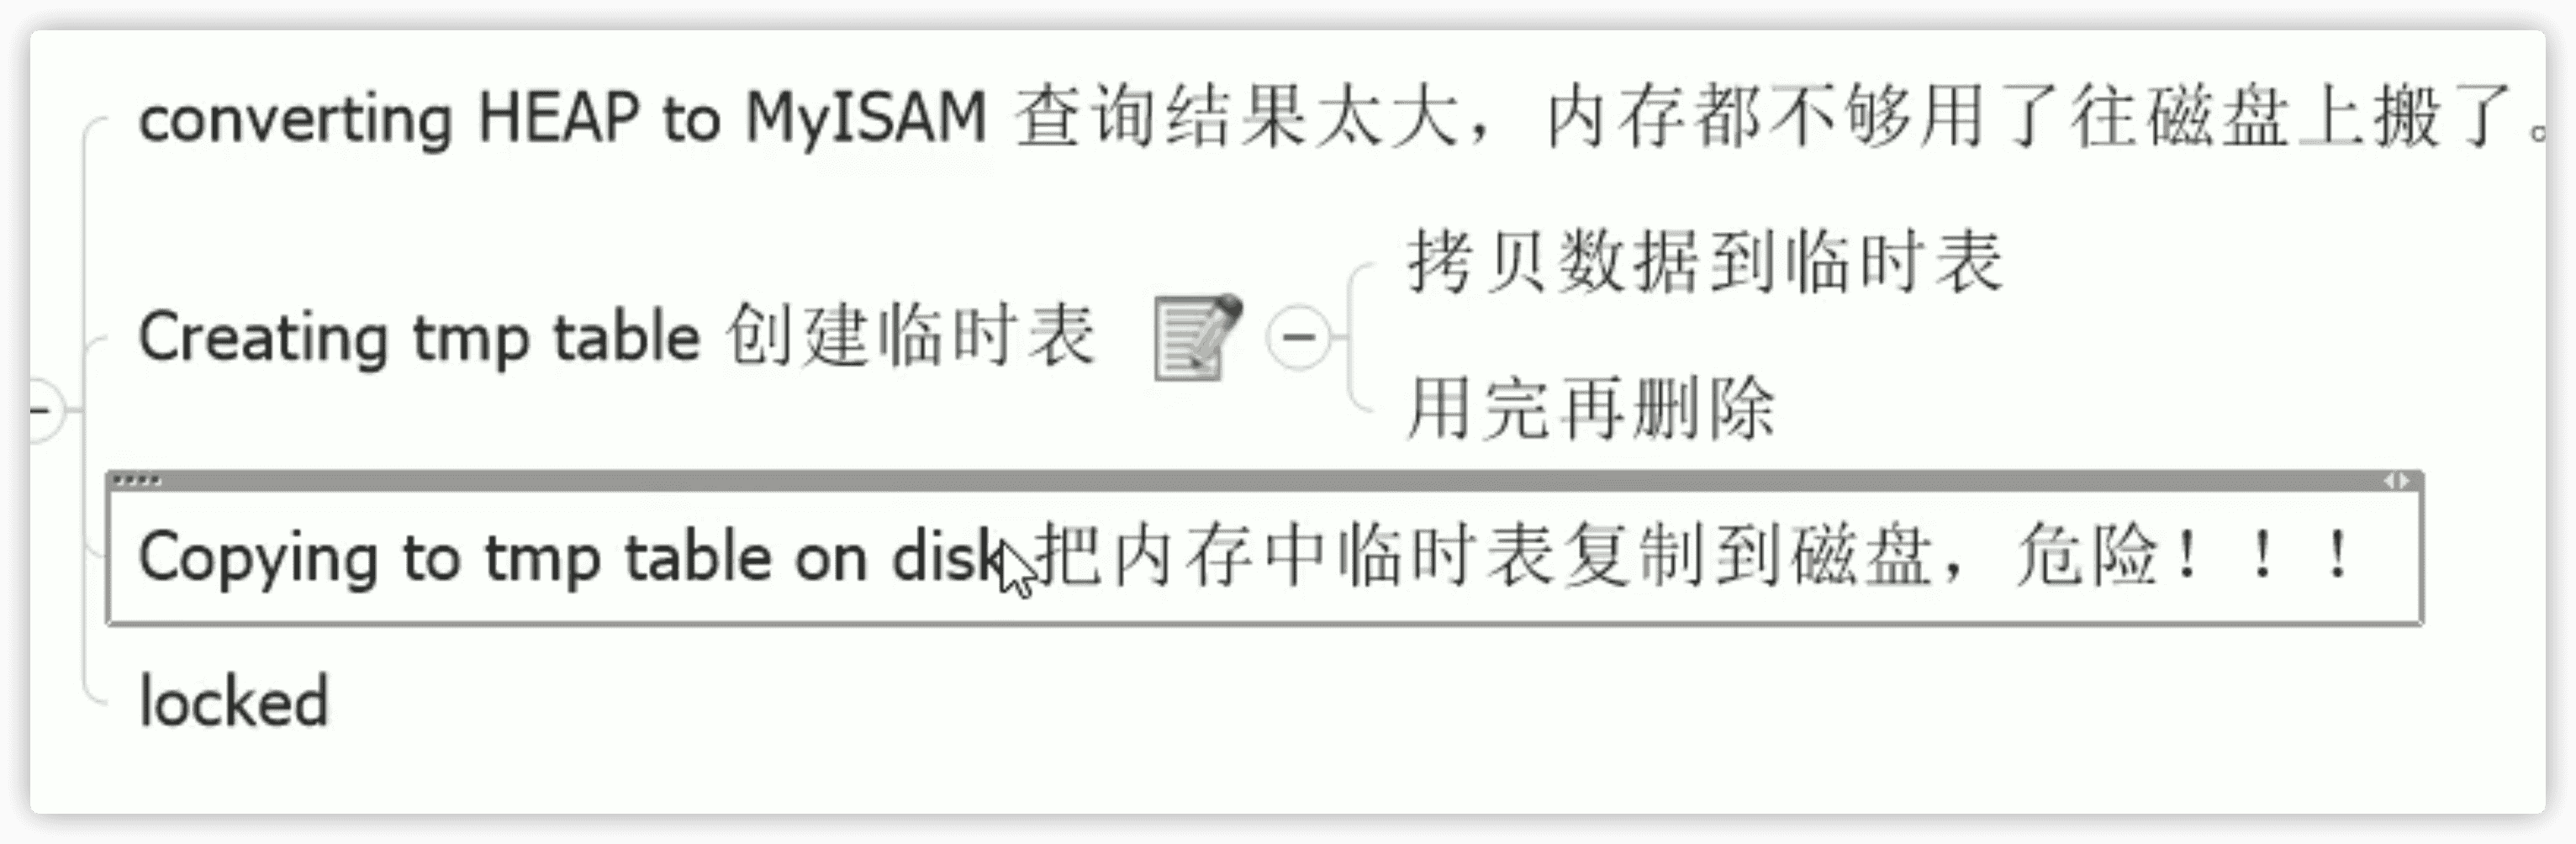 converting HEAP to MyISAM 查询结果太大，内存都不够用了往磁盘上搬了。
拷贝数据到临时表
Creating tmp table 创建临时表
用完再删除
Copying to tmp table on disk 把内存中临时表复制到磁盘，危险！！！
locked